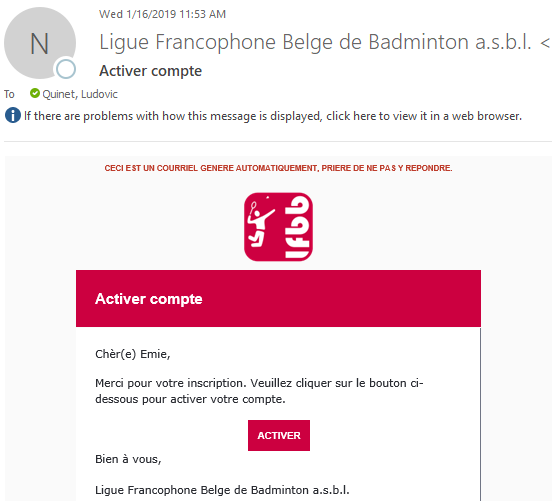 Wed 1/16/2019 11:53 AM
N
Ligue Francophone Belge de Badminton a.s.b.l. <
Activer compte
To Quinet, Ludovic
If there are problems with how this message is displayed, click here to view it in a web browser.
CECI EST UN COURRIEL GENERE AUTOMATIQUEMENT, PRIERE DE NE PAS Y REPONDRE.
lfbb
Activer compte
Chèr(e) Emie,
Merci pour votre inscription. Veuillez cliquer sur le bouton ci-
dessous pour activer votre compte.
ACTIVER
Bien à vous,
Ligue Francophone Belge de Badminton a.s.b.l.